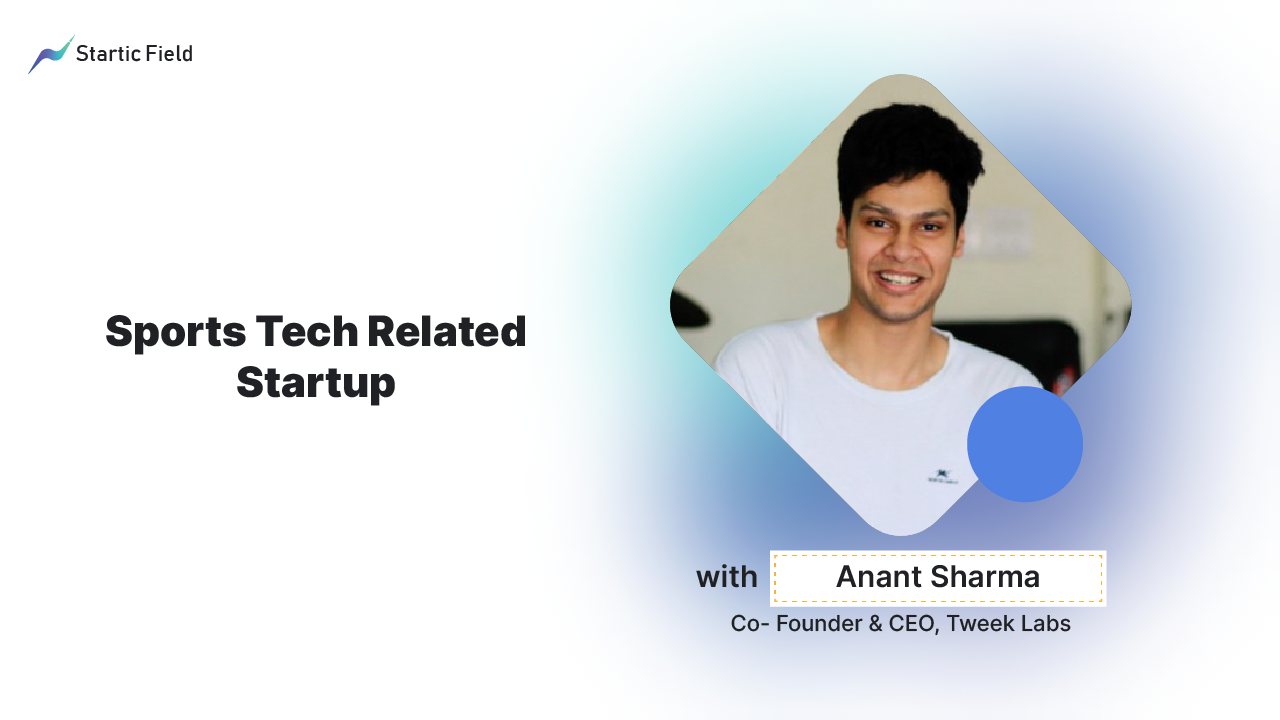 Startic Field
Sports Tech Related
Startup
with Anant Sharma
Co- Founder & CEO, Tweek Labs